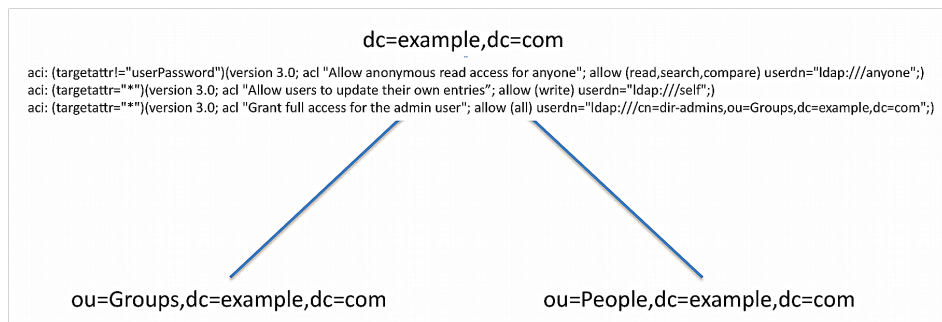 dc=example,dc=com
aci: (targetattr!="userPassword")(version 3.0; acl "Allow anonymous read access for anyone"; allow (read,search,compare) userdn="ldap:///anyone";)
aci: (targetattr="*")(version 3.0; acl "Allow users to update their own entries”; allow (write) userdn="ldap:///self";)
aci: (targetattr="*")(version 3.0; acl "Grant full access for the admin user"; allow (all) userdn="ldap:///cn=dir-admins,ou=Groups,dc=example,dc=com";)
ou=Groups,dc=example,dc=com
ou=People,dc=example,dc=com